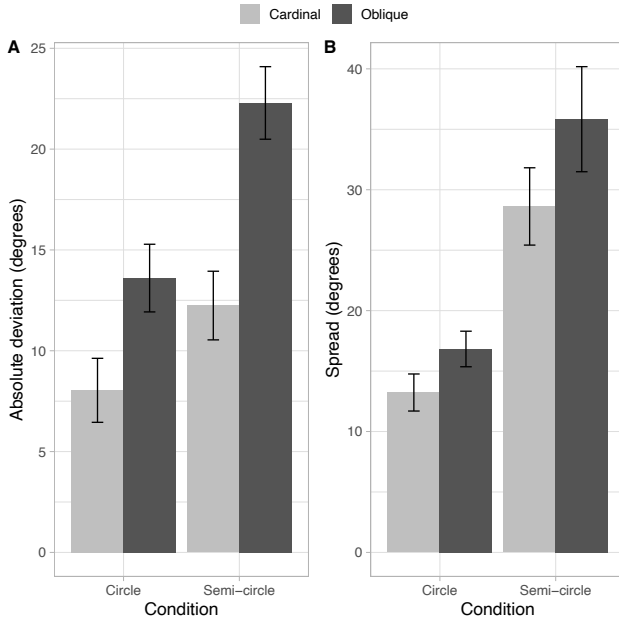 Cardinal Oblique
A
B
Absolute deviation (degrees)
25
20
15
10
5
0
Circle Semi−circle
Condition
Spread (degrees)
40
30
20
10
0
Circle Semi−circle
Condition